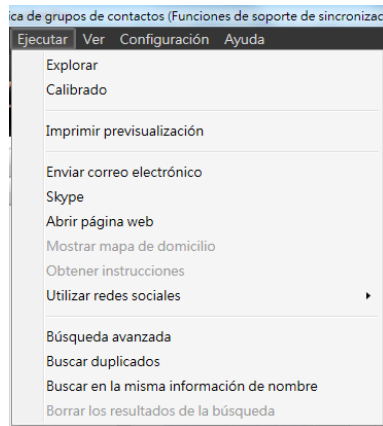 ica de grupos de contactos (Funciones de soporte de sincronizac
Ejecutar Ver Configuración Ayuda
Explorar
Calibrado
Imprimir previsualización
Enviar correo electrónico
Skype
Abrir página web
Mostrar mapa de domicilio
Obtener instrucciones
Utilizar redes sociales
Búsqueda avanzada
Buscar duplicados
Buscar en la misma información de nombre
Borrar los resultados de la búsqueda